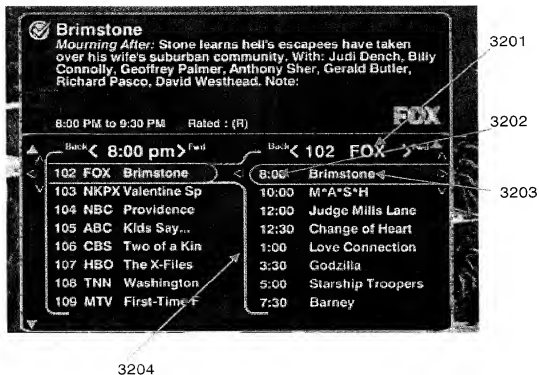 Brimstone
Mourning After: Stone learns hell's escapees have taken
over his wife's suburban community. With: Judi Dench, Billy
Connolly, Geoffrey Palmer, Anthony Sher, Gerald Butler,
Richard Pasco, David Westhead. Note:
8:00 PM to 9:30 PM Rated : (R)
FOX
Back < 8:00 pm > Fwd
102 FOX Brimstone
103 NKPX Valentine Sp
104 NBC Providence
105 ABC Kids Say...
106 CBS Two of a Kin
107 HBO The X-Files
108 TNN Washington
109 MTV First-Time F
Back < 102 FOX > Fwd
8:00 Brimstone
10:00 M*A*S*H
12:00 Judge Mills Lane
12:30 Change of Heart
1:00 Love Connection
3:30 Godzilla
5:00 Starship Troopers
7:30 Barney
3201
3202
3203
3204